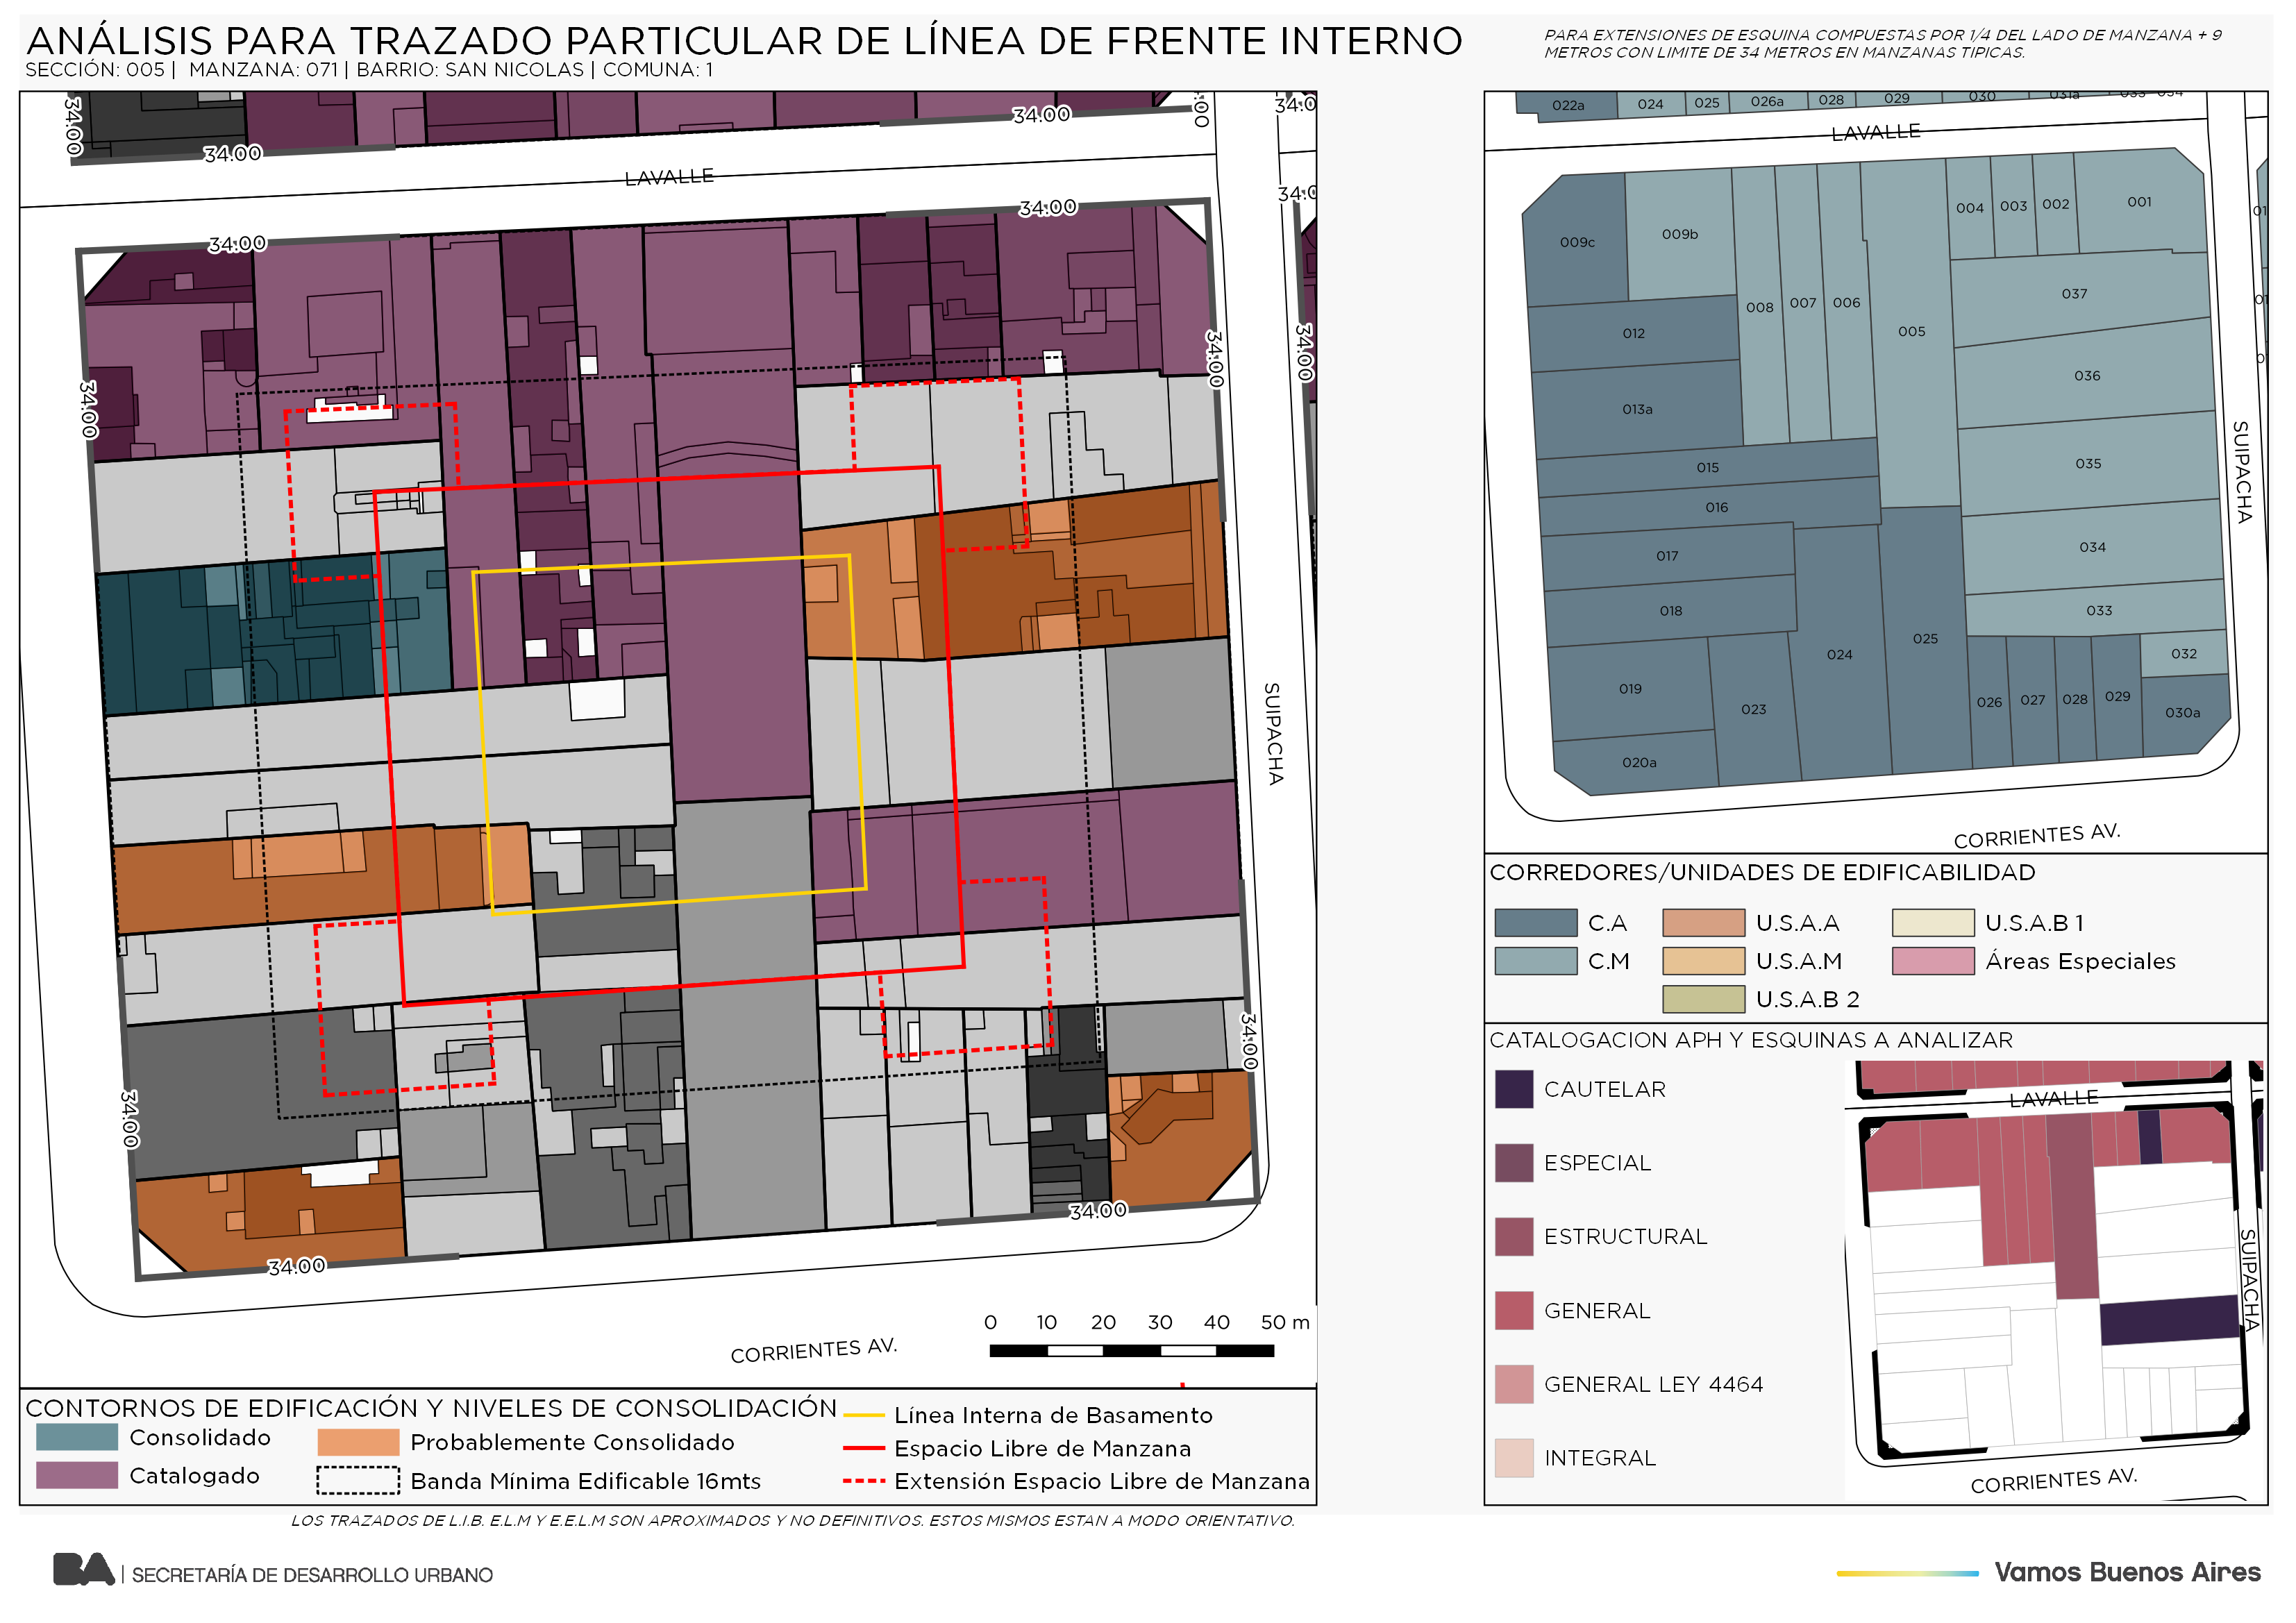 ANÁLISIS PARA TRAZADO PARTICULAR DE LÍNEA DE FRENTE INTERNO
SECCIÓN: 005 | MANZANA: 071 | BARRIO: SAN NICOLAS | COMUNA: 1
PARA EXTENSIONES DE ESQUINA COMPUESTAS POR 1/4 DEL LADO DE MANZANA + 9
METROS CON LIMITE DE 34 METROS EN MANZANAS TIPICAS.
34.00
34.00
34.00
34.0
LAVALLE
34.00
34.00
34.00
34.00
34.00
SUIPACHA
34.00
34.00
34.00
34.00
CORRIENTES AV.
0 10 20 30 40 50 m
CONTORNOS DE EDIFICACIÓN Y NIVELES DE CONSOLIDACIÓN
Consolidado
Catalogado
Probablemente Consolidado
Banda Mínima Edificable 16mts
Línea Interna de Basamento
Espacio Libre de Manzana
Extensión Espacio Libre de Manzana
LOS TRAZADOS DE L.I.B. E.L.M Y E.E.L.M SON APROXIMADOS Y NO DEFINITIVOS. ESTOS MISMOS ESTAN A MODO ORIENTATIVO.
022a 024 025 026a 028 029 030 031a 033 034
LAVALLE
009c 009b 008 007 006 005 004 003 002 001
012
013a
015
016
017
018
019
020a
023
024
025
037
036
035
034
033
032
026 027 028 029 030a
SUIPACHA
CORRIENTES AV.
CORREDORES/UNIDADES DE EDIFICABILIDAD
C.A
C.M
U.S.A.A
U.S.A.M
U.S.A.B 2
U.S.A.B 1
Áreas Especiales
CATALOGACION APH Y ESQUINAS A ANALIZAR
CAUTELAR
ESPECIAL
ESTRUCTURAL
GENERAL
GENERAL LEY 4464
INTEGRAL
LAVALLE
SUIPACHA
CORRIENTES AV.
BA | SECRETARÍA DE DESARROLLO URBANO
Vamos Buenos Aires